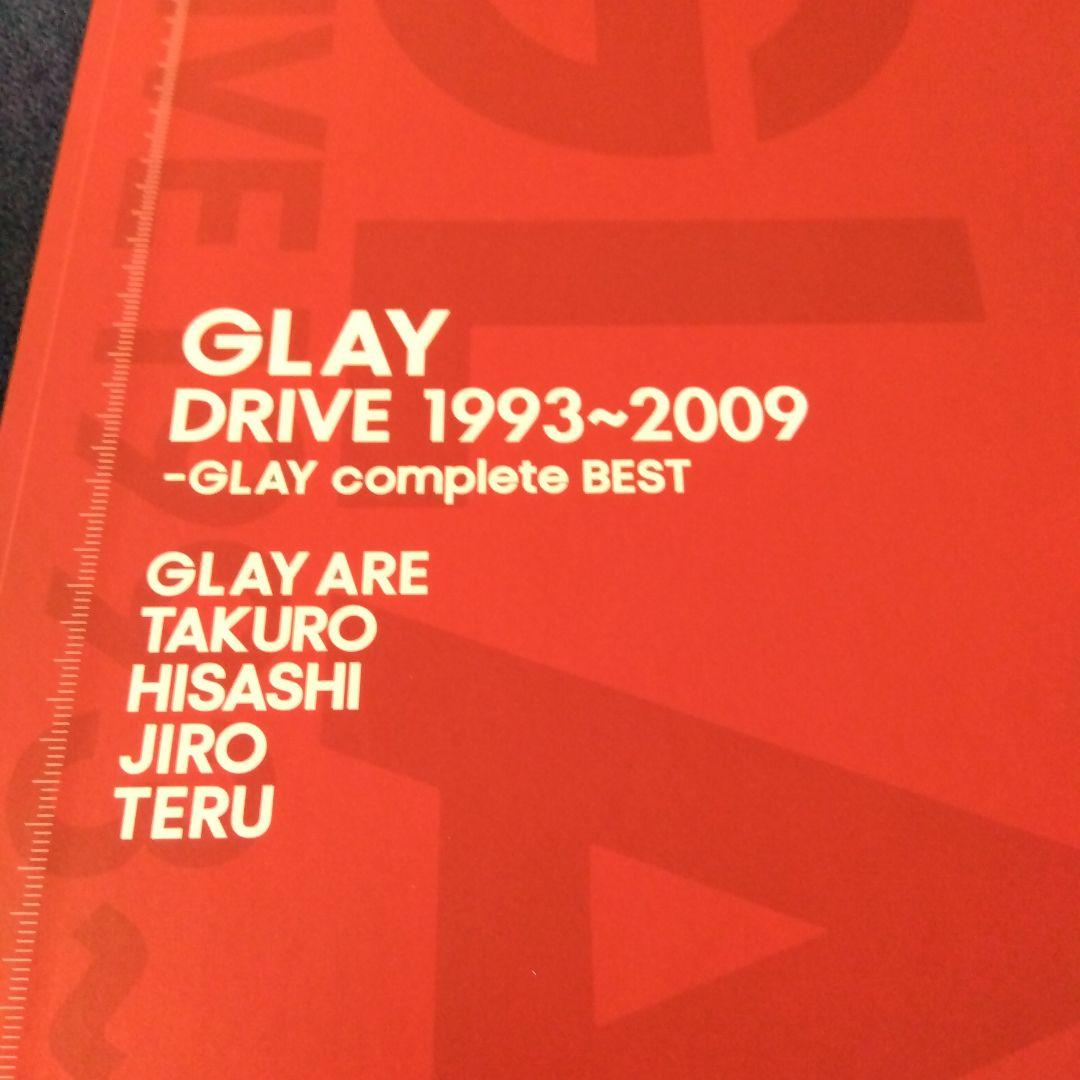 GLAY
DRIVE 1993~2009
-GLAY complete BEST
GLAY ARE
TAKURO
HISASHI
JIRO
TERU